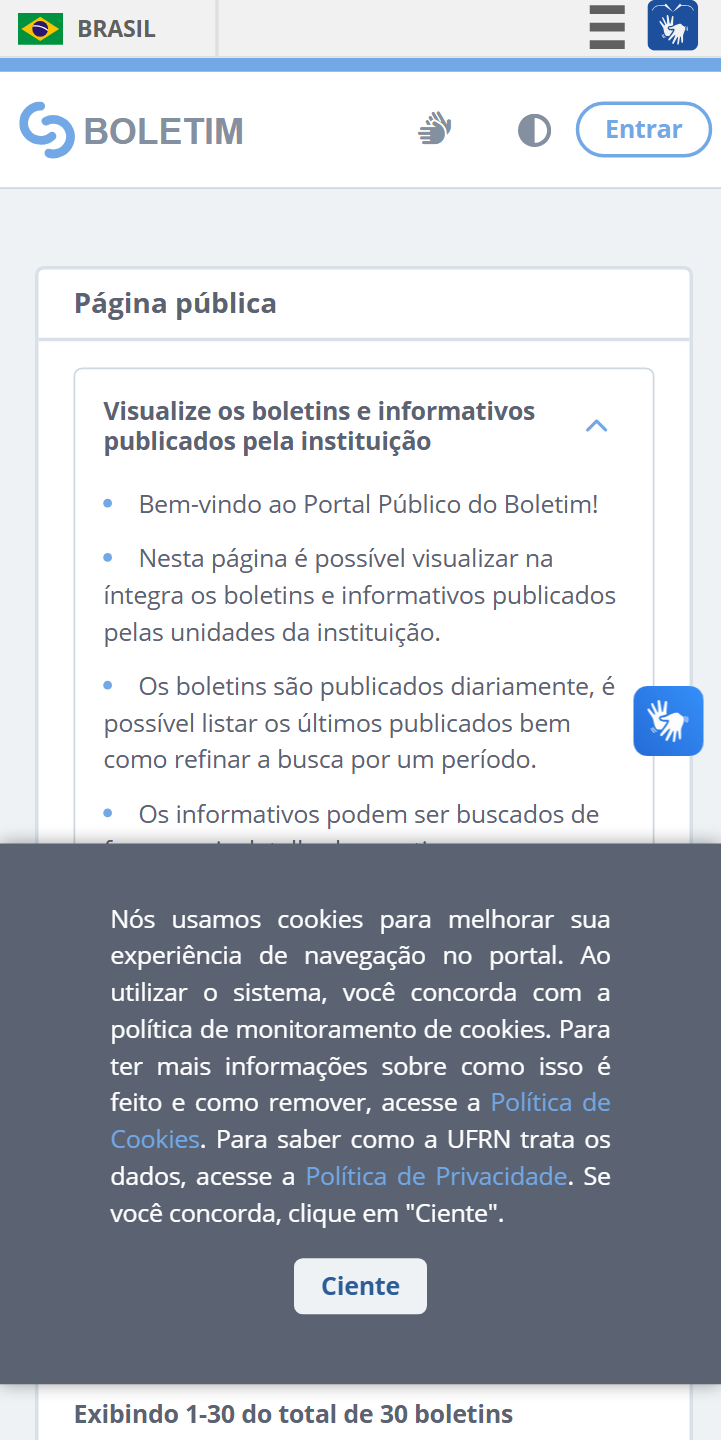 BRASIL
BOLETIM
Entrar
Página pública
Visualize os boletins e informativos
publicados pela instituição
Bem-vindo ao Portal Público do Boletim!
Nesta página é possível visualizar na
íntegra os boletins e informativos publicados
pelas unidades da instituição.
Os boletins são publicados diariamente, é
possível listar os últimos publicados bem
como refinar a busca por um período.
Os informativos podem ser buscados de
Nós usamos cookies para melhorar sua
experiência de navegação no portal. Ao
utilizar o sistema, você concorda com a
política de monitoramento de cookies. Para
ter mais informações sobre como isso é
feito e como remover, acesse a Política de
Cookies. Para saber como a UFRN trata os
dados, acesse a Política de Privacidade. Se
você concorda, clique em "Ciente".
Ciente
Exibindo 1-30 do total de 30 boletins